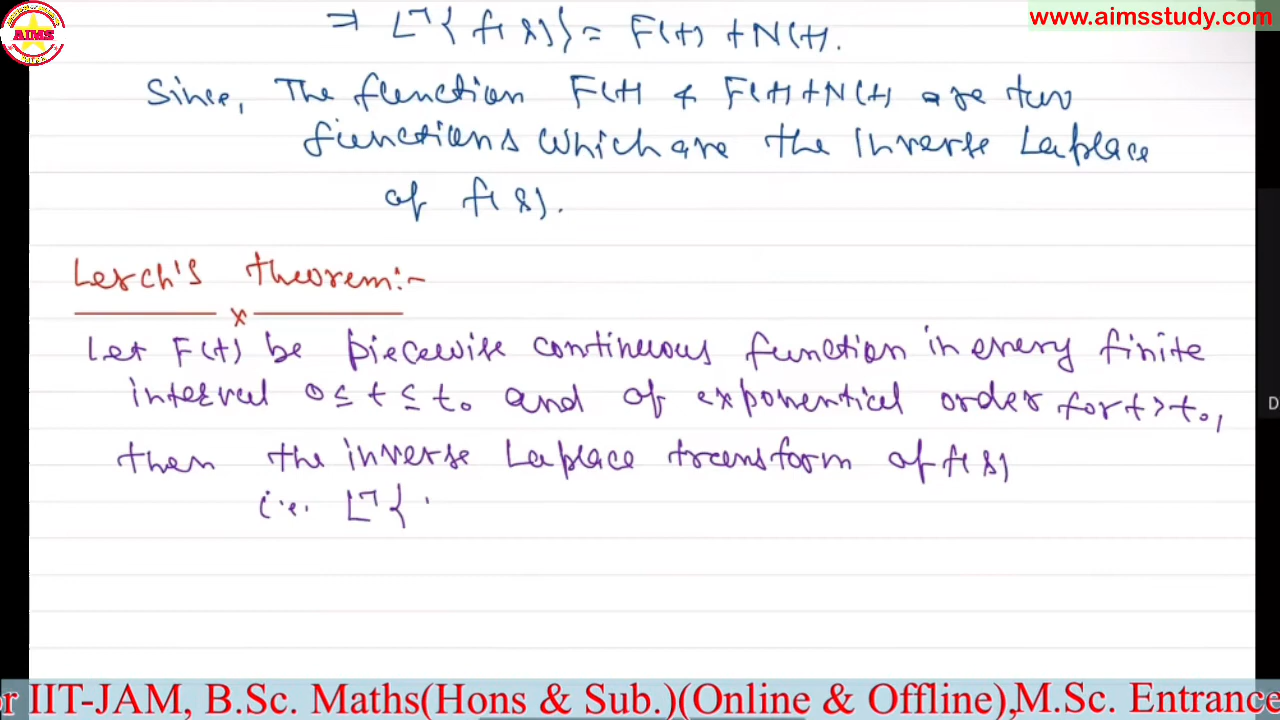 www.aimsstudy.com
AIMS
⇒ L⁻¹{ f(s)} = F(t) + N(t).
Since, The function F(t) & F(t)+N(t) are two
functions which are the inverse Laplace
of f(s).
Lerch's theorem:-
x
Let F(t) be piecewise continuous function in every finite
interval 0 ≤ t ≤ t₀ and of exponential order for t > t₀,
then the inverse Laplace transform of f(s)
i.e. L⁻¹{
D
or IIT-JAM, B.Sc. Maths(Hons & Sub.)(Online & Offline),M.Sc. Entrance